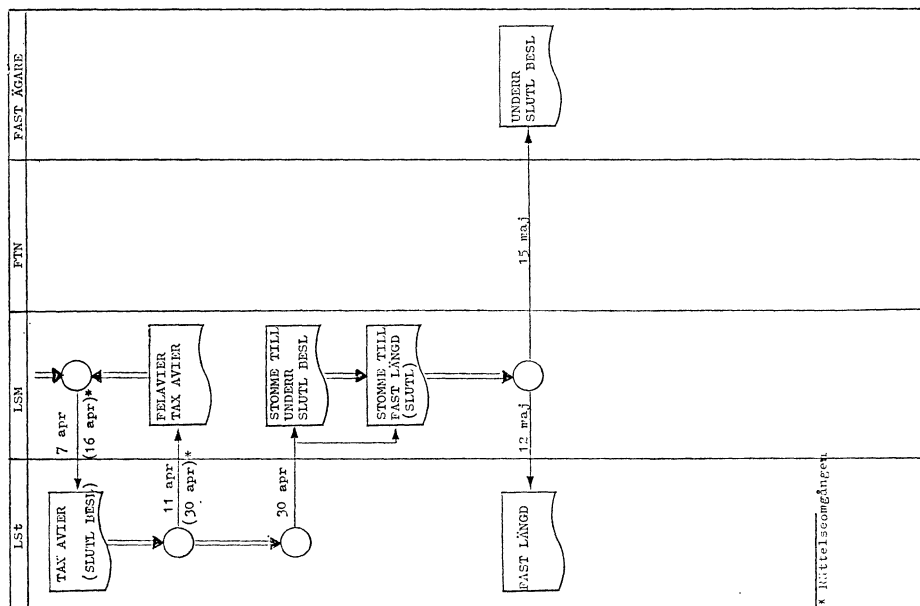 LSt
LSM
FTN
FAST ÄGARE
TAX AVIER
(SLUTL BESL)
7 apr
(16 apr)*
11 apr
(30 apr)*
FELAVIER
TAX AVIER
30 apr
STOMME TILL
UNDERR
SLUTL BESL
STOMME TILL
FAST LÄNGD
(SLUTL)
12 maj
15 maj
FAST LÄNGD
UNDERR
SLUTL BESL
* Rättelseomgången